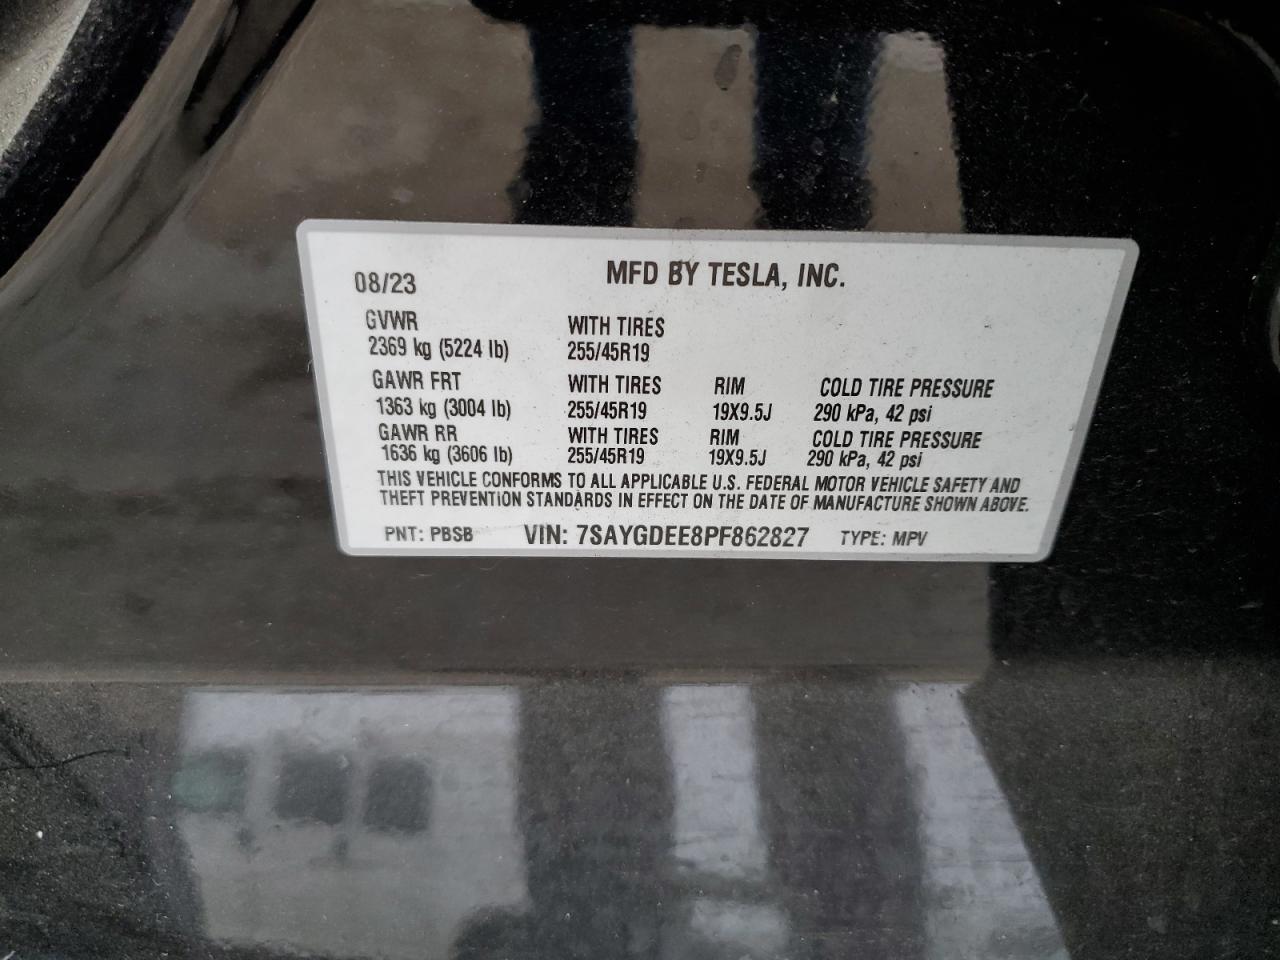 08/23 MFD BY TESLA, INC.
GVWR WITH TIRES
2369 kg (5224 lb) 255/45R19
GAWR FRT WITH TIRES RIM COLD TIRE PRESSURE
1363 kg (3004 lb) 255/45R19 19X9.5J 290 kPa, 42 psi
GAWR RR WITH TIRES RIM COLD TIRE PRESSURE
1636 kg (3606 lb) 255/45R19 19X9.5J 290 kPa, 42 psi
THIS VEHICLE CONFORMS TO ALL APPLICABLE U.S. FEDERAL MOTOR VEHICLE SAFETY AND
THEFT PREVENTION STANDARDS IN EFFECT ON THE DATE OF MANUFACTURE SHOWN ABOVE.
PNT: PBSB VIN: 7SAYGDEE8PF862827 TYPE: MPV